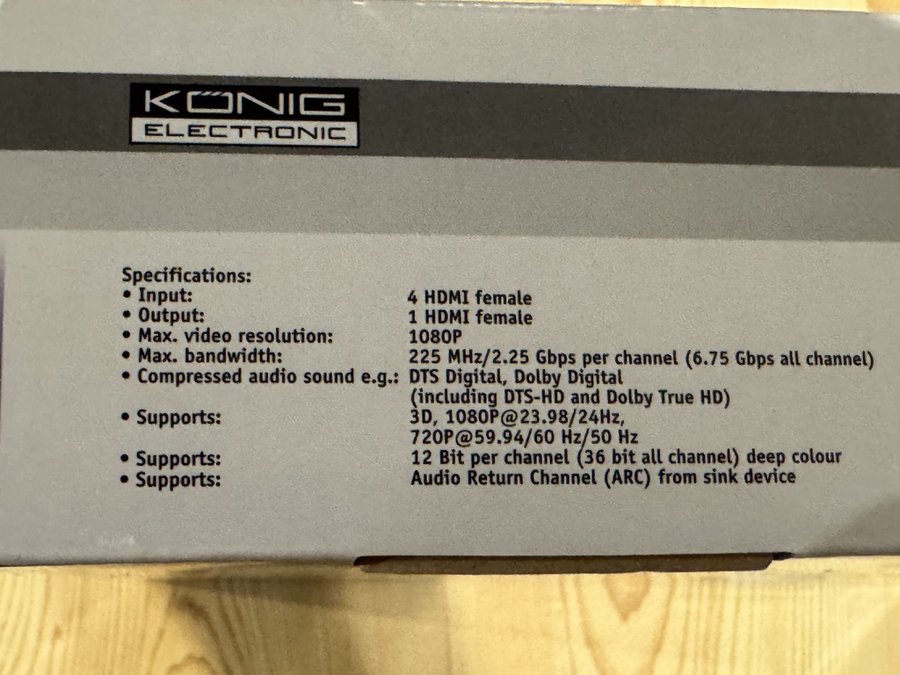 KÖNIG
ELECTRONIC
Specifications:
• Input: 4 HDMI female
• Output: 1 HDMI female
• Max. video resolution: 1080P
• Max. bandwidth: 225 MHz/2.25 Gbps per channel (6.75 Gbps all channel)
• Compressed audio sound e.g.: DTS Digital, Dolby Digital
(including DTS-HD and Dolby True HD)
• Supports: 3D, 1080P@23.98/24Hz,
720P@59.94/60 Hz/50 Hz
• Supports: 12 Bit per channel (36 bit all channel) deep colour
• Supports: Audio Return Channel (ARC) from sink device